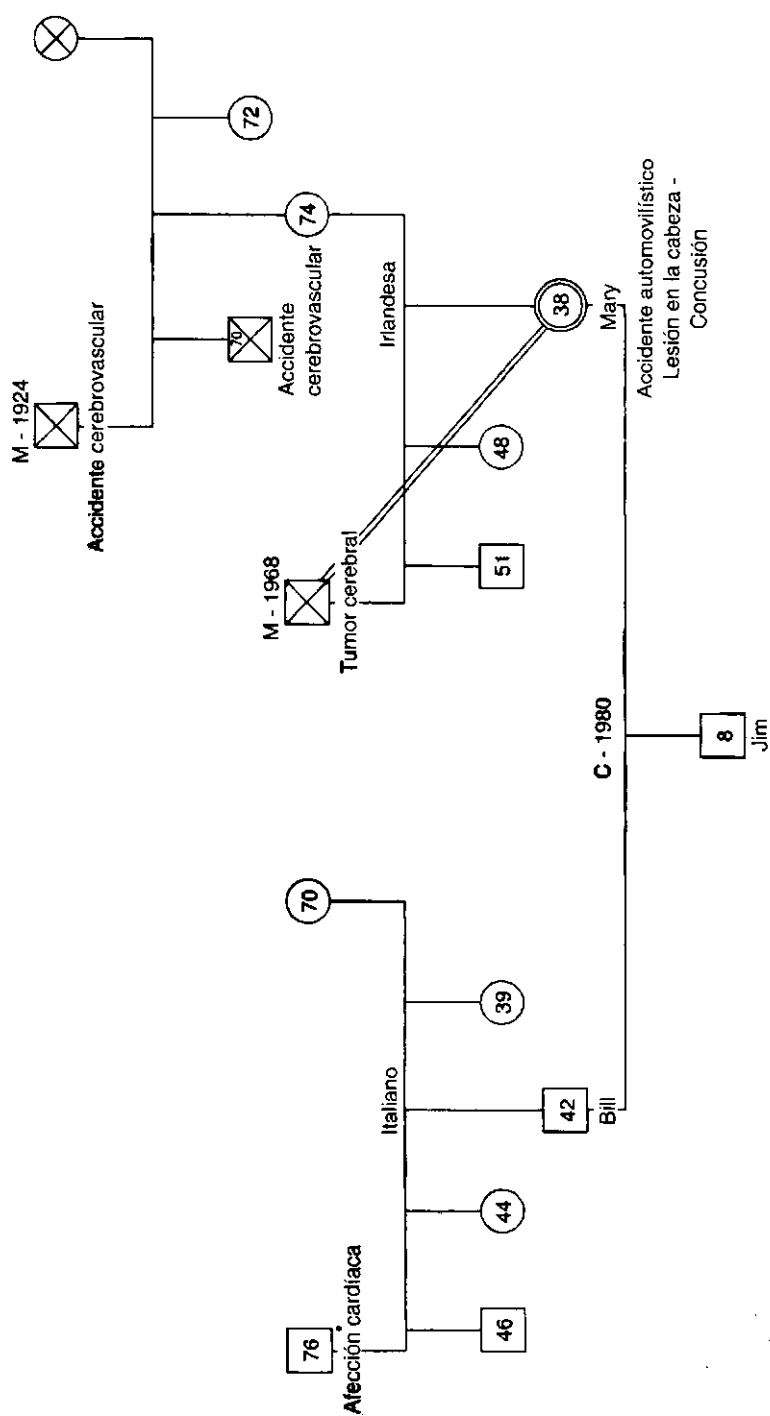 M - 1924
Accidente cerebrovascular
70
Accidente
cerebrovascular
74
72
M - 1968
Tumor cerebral
Irlandesa
51
48
38
Mary
Accidente automovilístico
Lesión en la cabeza -
Concusión
76
Afección cardíaca
70
Italiano
46
44
42
Bill
39
C - 1980
8
Jim